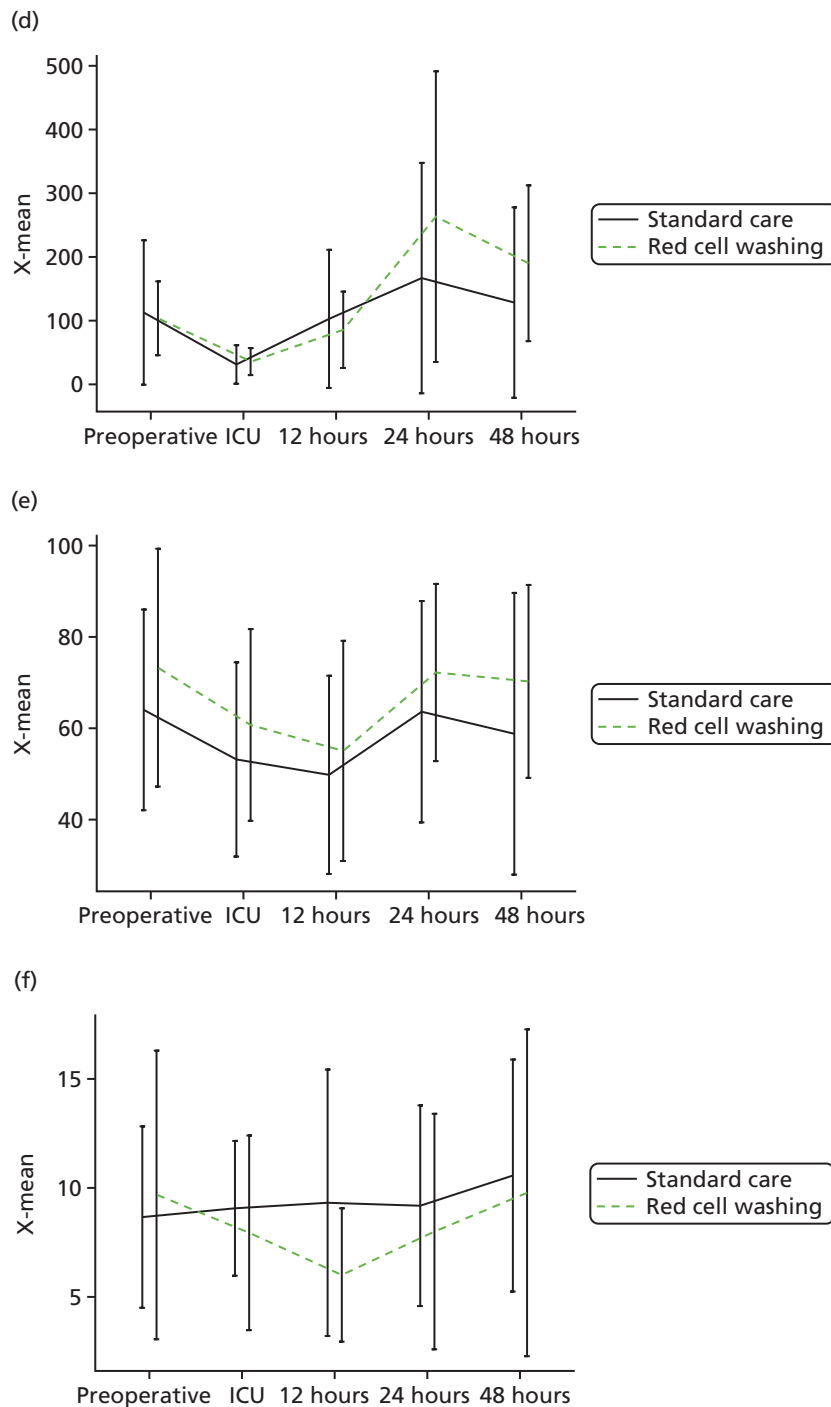 (d)
500
400
300
200
100
0
X-mean
Preoperative ICU 12 hours 24 hours 48 hours
Standard care
Red cell washing
(e)
100
80
60
40
X-mean
Preoperative ICU 12 hours 24 hours 48 hours
Standard care
Red cell washing
(f)
15
10
5
X-mean
Preoperative ICU 12 hours 24 hours 48 hours
Standard care
Red cell washing